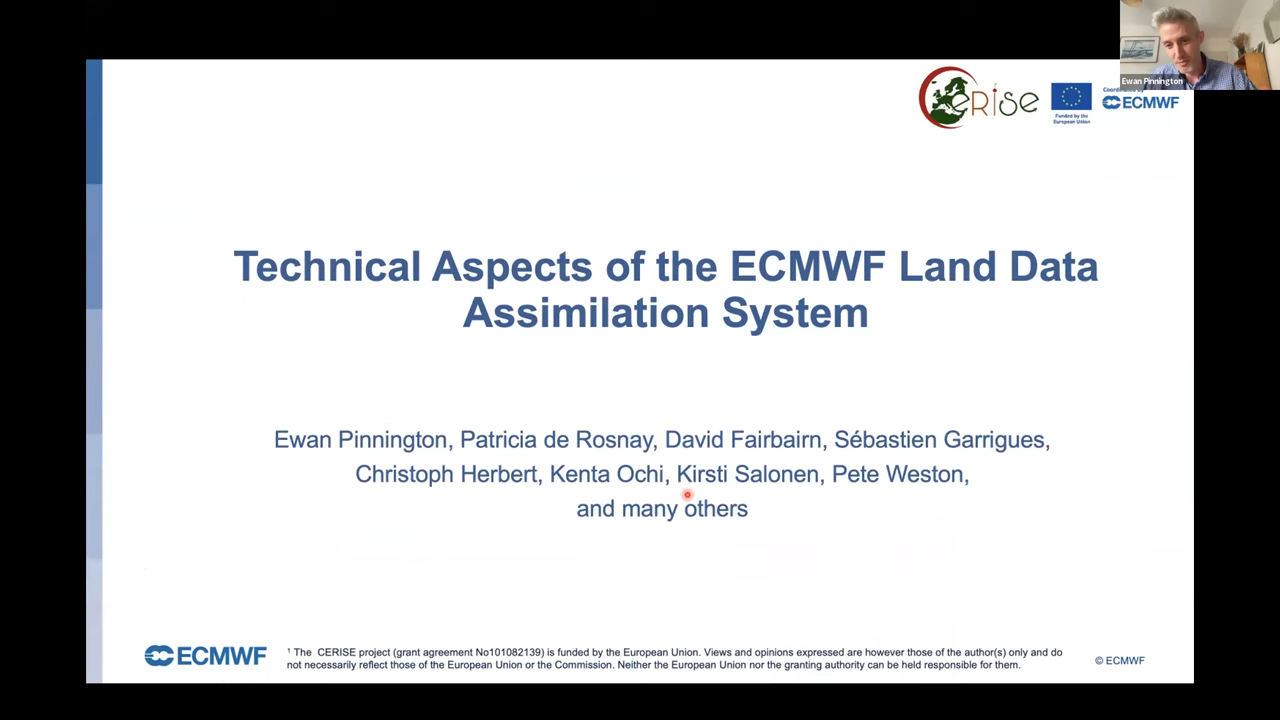 Ewan Pinnington
CeRISE
Funded by the
European Union
ECMWF
Technical Aspects of the ECMWF Land Data
Assimilation System
Ewan Pinnington, Patricia de Rosnay, David Fairbairn, Sébastien Garrigues,
Christoph Herbert, Kenta Ochi, Kirsti Salonen, Pete Weston,
and many others
ECMWF
¹ The CERISE project (grant agreement No101082139) is funded by the European Union. Views and opinions expressed are however those of the author(s) only and do
not necessarily reflect those of the European Union or the Commission. Neither the European Union nor the granting authority can be held responsible for them.
© ECMWF